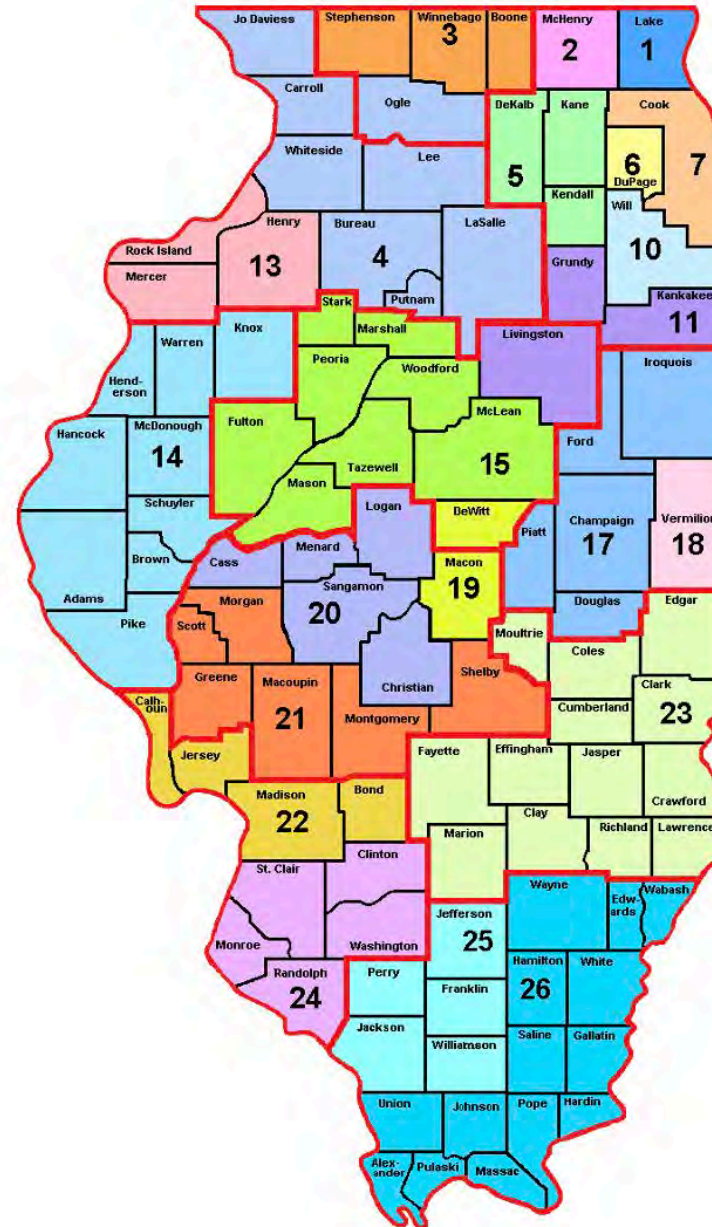 Jo Daviess
Stephenson
Winnebago
3
Boone
McHenry
2
Lake
1
Carroll
Ogle
DeKalb
5
Kane
Cook
7
6
DuPage
Whiteside
Lee
Kendall
Will
10
Rock Island
Henry
13
Bureau
4
LaSalle
Grundy
Mercer
Putnam
Kankakee
11
Stark
Marshall
Livingston
Knox
Warren
Hend-
erson
Peoria
Woodford
Iroquois
Hancock
McDonough
14
Fulton
McLean
15
Ford
Tazewell
Mason
Schuyler
Logan
DeWitt
Piatt
Champaign
17
Vermilion
18
Brown
Cass
Menard
Macon
19
Adams
Sangamon
20
Douglas
Edgar
Pike
Morgan
Scott
Moultrie
Coles
Greene
Macoupin
21
Christian
Shelby
Clark
23
Cumberland
Calh-
oun
Montgomery
Jersey
Fayette
Effingham
Jasper
Madison
22
Bond
Crawford
Clay
Marion
Richland
Lawrence
Clinton
St. Clair
Wayne
Edw-
ards
Wabash
Jefferson
25
Monroe
Washington
Randolph
24
Perry
Hamilton
26
White
Franklin
Jackson
Williamson
Saline
Gallatin
Union
Johnson
Pope
Hardin
Alex-
ander
Pulaski
Massac